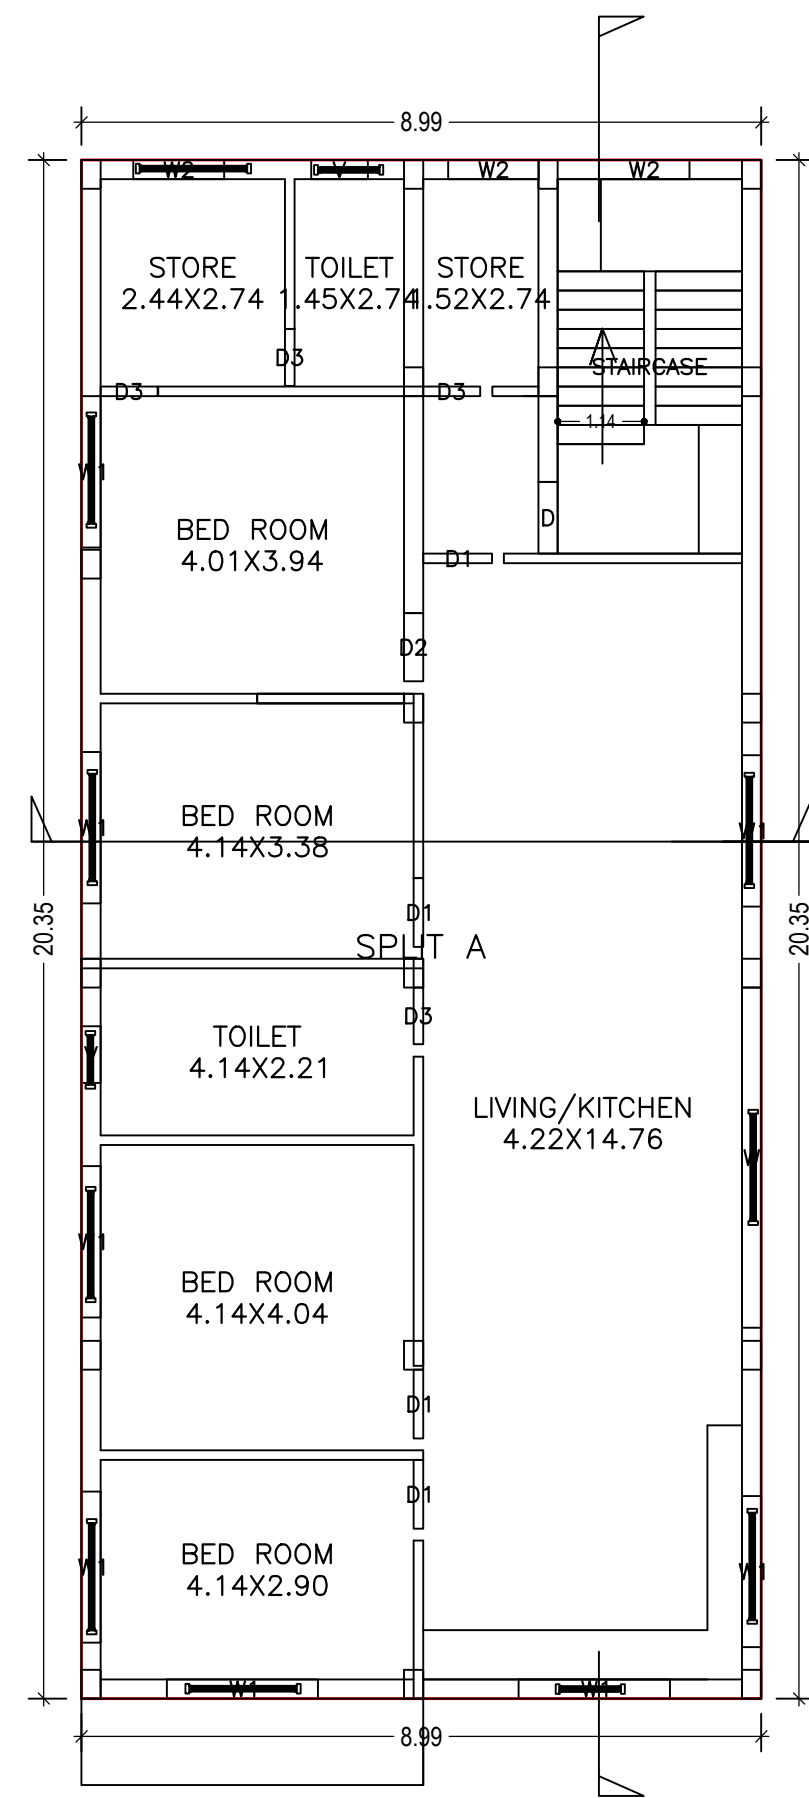 8.99
W2
V
W2
W2
STORE
2.44X2.74
TOILET
1.45X2.74
STORE
1.52X2.74
D3
STAIRCASE
D3
D3
1.14
W1
BED ROOM
4.01X3.94
D
D1
D2
W1
BED ROOM
4.14X3.38
W1
D1
20.35
20.35
SPLIT A
D3
TOILET
4.14X2.21
V
LIVING/KITCHEN
4.22X14.76
V
W1
BED ROOM
4.14X4.04
D1
D1
BED ROOM
4.14X2.90
W1
W1
W1
W1
8.99